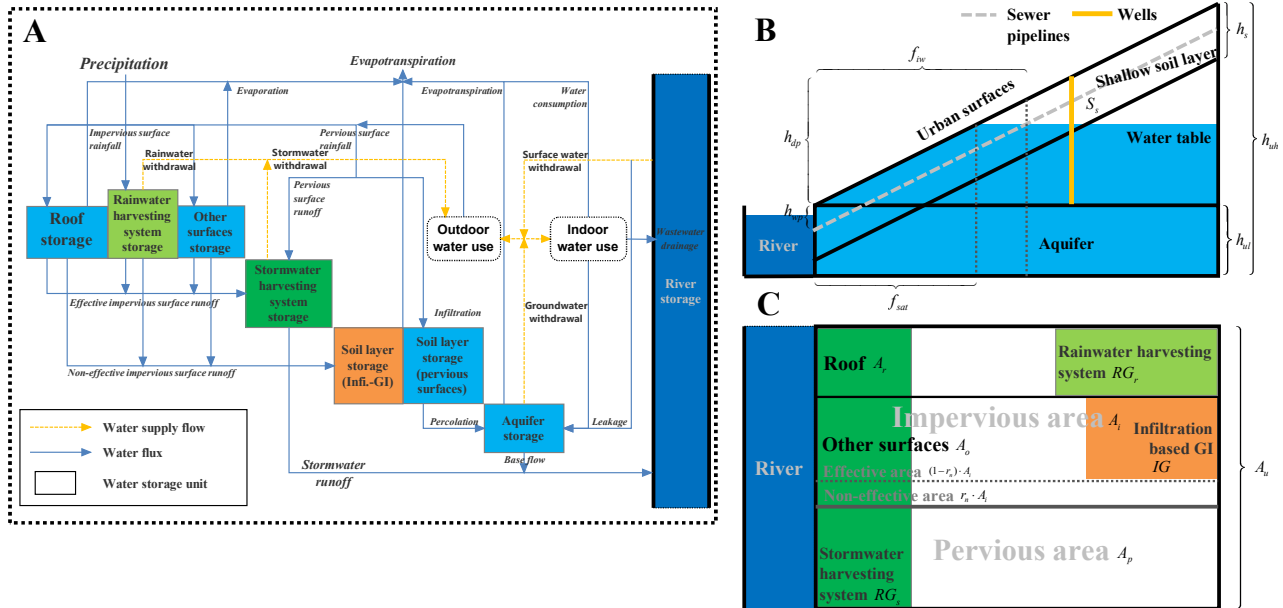 A
Precipitation
Evapotranspiration
Evaporation
Evapotranspiration
Water
consumption
Impervious surface
rainfall
Pervious surface
rainfall
Rainwater
withdrawal
Stormwater
withdrawal
Surface water
withdrawal
Pervious
surface
runoff
Roof
storage
Rainwater
harvesting
system
storage
Other
surfaces
storage
Outdoor
water use
Indoor
water use
Wastewater
drainage
River
storage
Stormwater
harvesting
system
storage
Effective impervious surface runoff
Groundwater
withdrawal
Infiltration
Soil layer
storage
(Infi.-GI)
Soil layer
storage
(pervious
surfaces)
Non-effective impervious surface runoff
Percolation
Aquifer
storage
Leakage
Base flow
Stormwater
runoff
Water supply flow
Water flux
Water storage unit
B
Sewer
pipelines
Wells
h_s
f_iw
Shallow soil layer
S_s
Urban surfaces
h_dp
Water table
h_uh
h_wp
River
Aquifer
h_ul
f_sat
C
Roof A_r
Rainwater harvesting
system RG_r
Impervious area A_i
Other surfaces A_o
Infiltration
based GI
IG
Effective area (1−r_n)·A_i
Non-effective area r_n·A_i
River
A_u
Pervious area A_p
Stormwater
harvesting
system RG_s